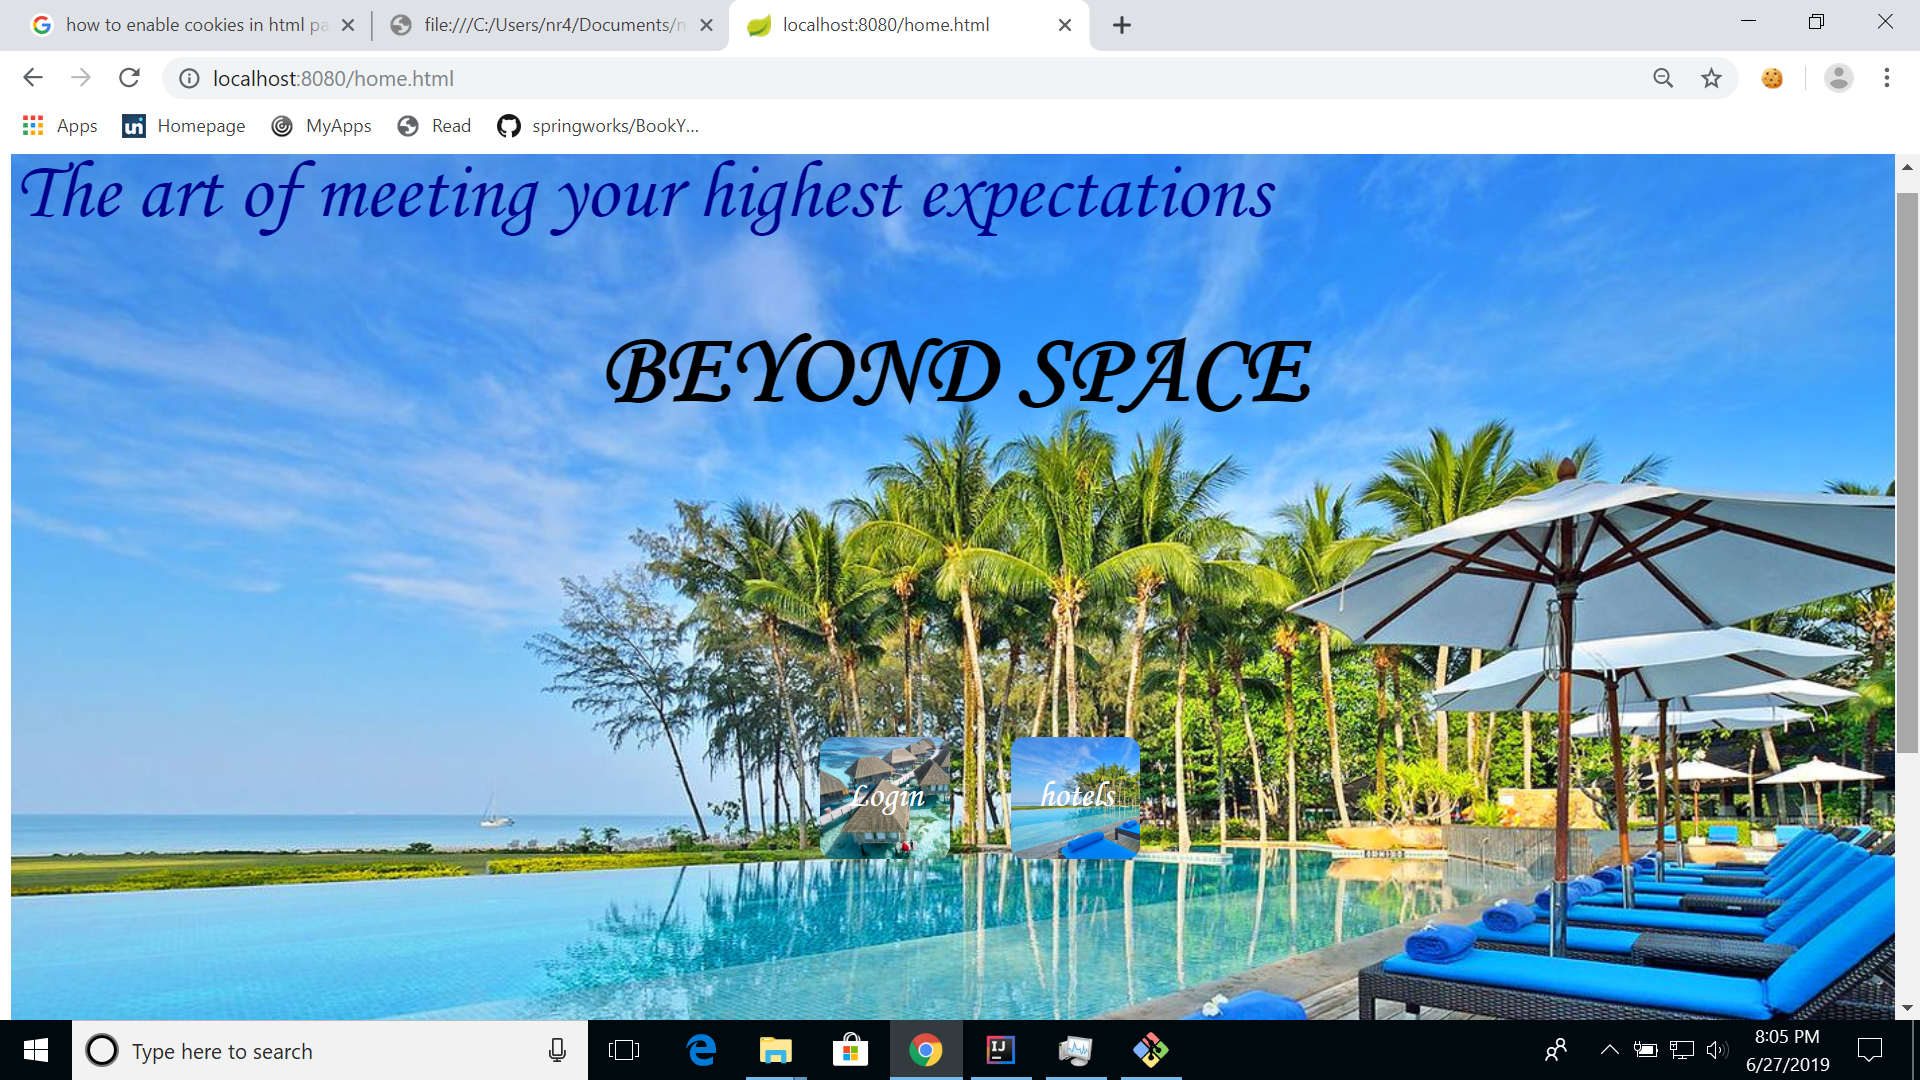 how to enable cookies in html pa
file:///C:/Users/nr4/Documents/n
localhost:8080/home.html
localhost:8080/home.html
Apps
Homepage
MyApps
Read
springworks/BookY...
The art of meeting your highest expectations
BEYOND SPACE
Login
hotels
Type here to search
8:05 PM
6/27/2019